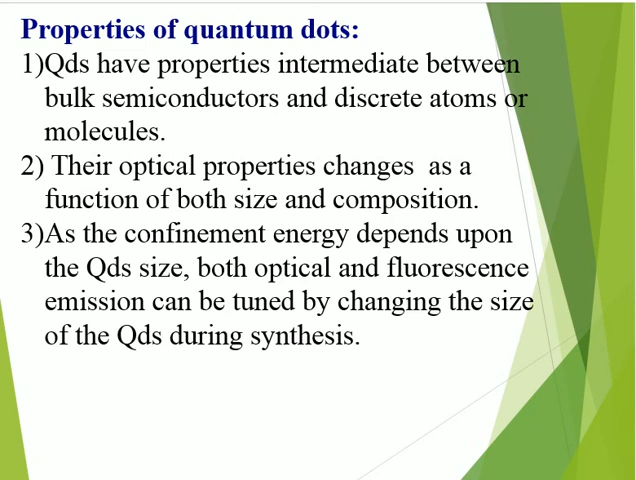 Properties of quantum dots:
1)Qds have properties intermediate between
bulk semiconductors and discrete atoms or
molecules.
2) Their optical properties changes  as a
function of both size and composition.
3)As the confinement energy depends upon
the Qds size, both optical and fluorescence
emission can be tuned by changing the size
of the Qds during synthesis.